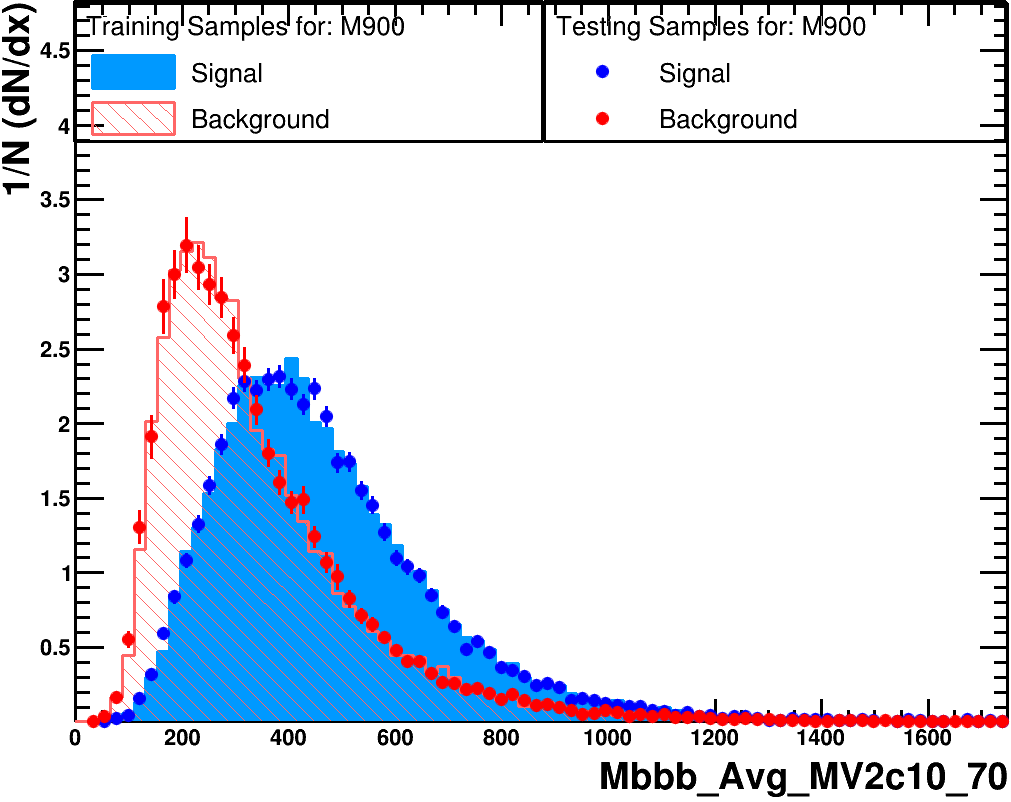 Training Samples for: M900
Signal
Background
Testing Samples for: M900
Signal
Background
1/N (dN/dx)
4.5
4
3.5
3
2.5
2
1.5
1
0.5
0 200 400 600 800 1000 1200 1400 1600
Mbbb_Avg_MV2c10_70